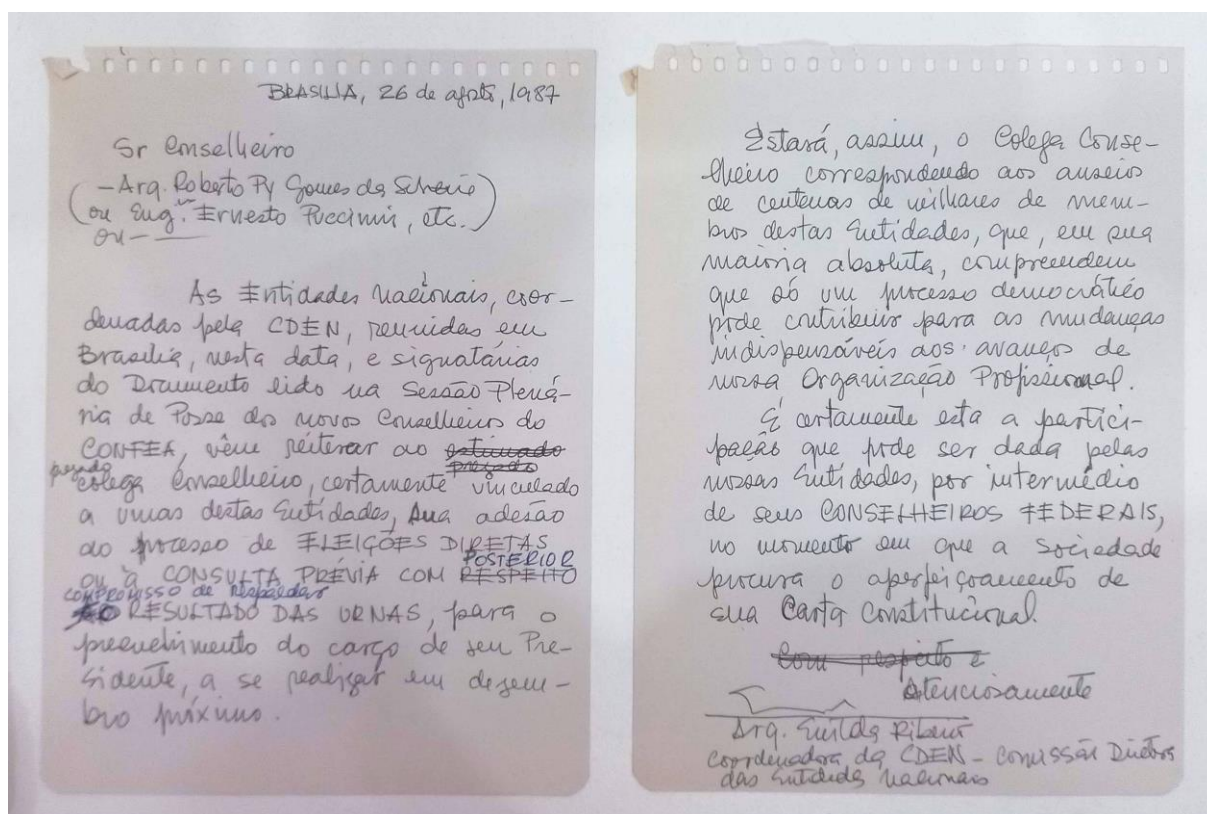 BRASILIA, 26 de agosto, 1987
Sr Conselheiro
(- Arq. Roberto Py Gomes da
ou Eng. Ernesto Puccimis, etc.)
ou -
As Entidades Nacionais, coor-
denadas pela CDEN, reunidas em
Brasilia, nesta data, e signatárias
do Documento lido na Sessão Plená-
ria de Posse dos novos Conselheiros do
CONFEA, vêm reiterar ao estimado
prezado
prezado colega Conselheiro, certamente vinculado
a umas destas Entidades, sua adesão
ao processo de ELEIÇÕES DIRETAS
POSTERIOR
ou à CONSULTA PRÉVIA COM RESPEITO
compromisso de respaldar
RESULTADO DAS URNAS, para o
preenchimento do cargo de seu Pre-
sidente, a se realizar em dezem-
bro próximo.
Estará, assim, o Colega Conse-
lheiro correspondendo aos anseios
de centenas de milhares de mem-
bros destas Entidades, que, em sua
maioria absoluta, compreendem
que só um processo democrático
pode contribuir para as mudanças
indispensáveis aos avanços de
nossa Organização Profissional.
É certamente esta a partici-
pação que pode ser dada pelas
nossas Entidades, por intermédio
de seus CONSELHEIROS FEDERAIS,
no momento em que a Sociedade
procura o aperfeiçoamento de
sua Carta Constitucional.
Com respeito e
Atenciosamente
Arq. Enilda Ribeiro
Coordenadora da CDEN - Comissão Diretora
das Entidades Nacionais